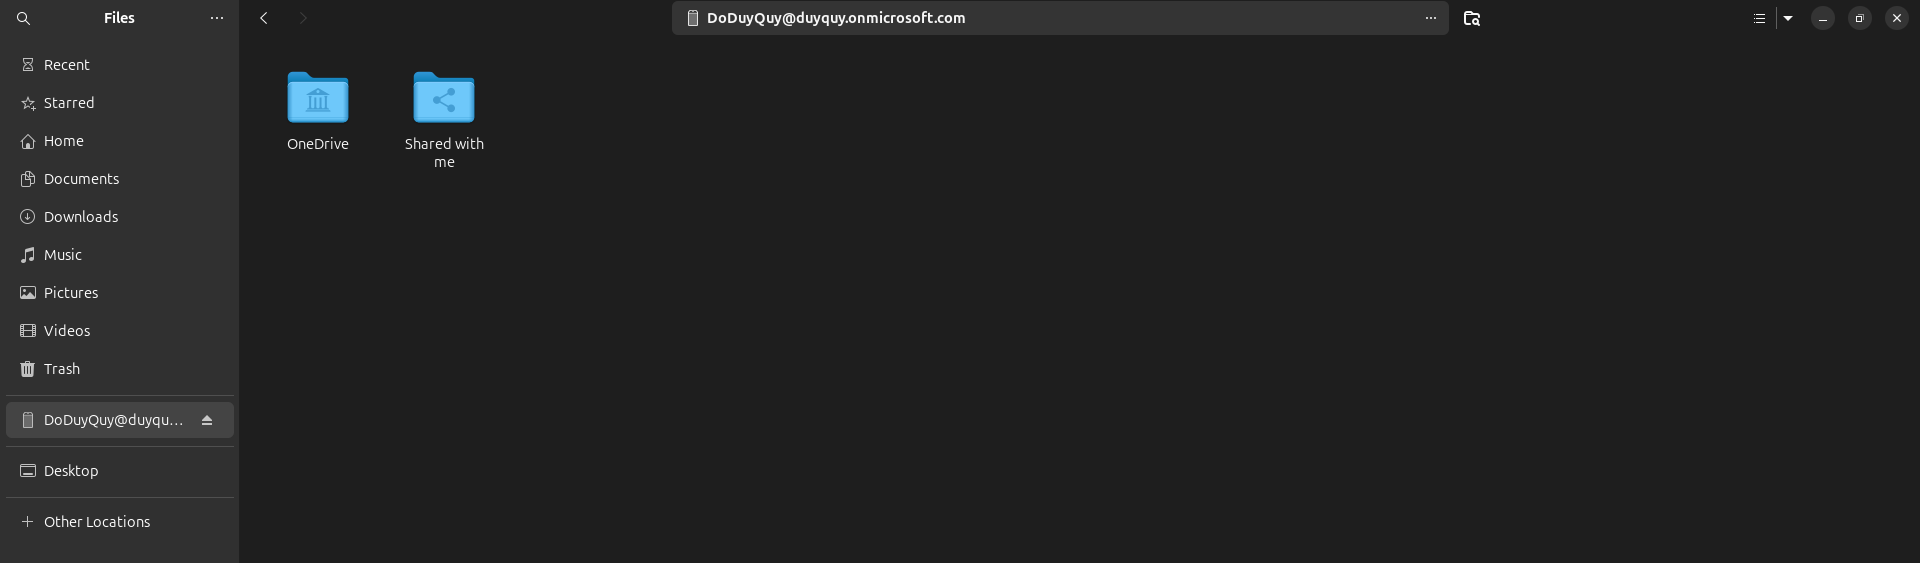 Files
DoDuyQuy@duyquy.onmicrosoft.com
Recent
Starred
Home
Documents
Downloads
Music
Pictures
Videos
Trash
DoDuyQuy@duyqu...
Desktop
Other Locations
OneDrive
Shared with
me